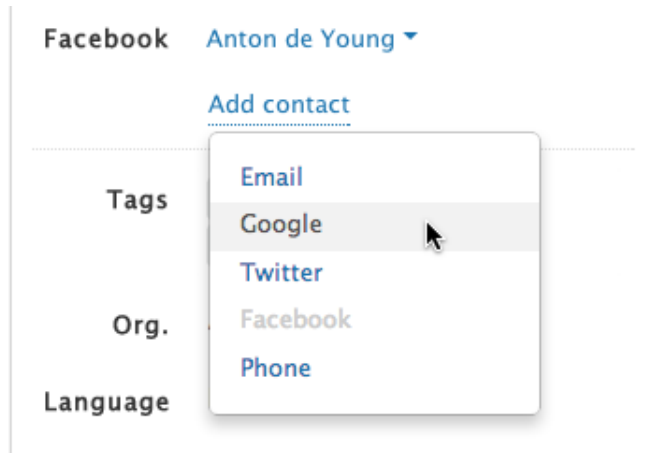 Facebook Anton de Young
Add contact
Email
Tags
Google
Twitter
Org.
Facebook
Phone
Language